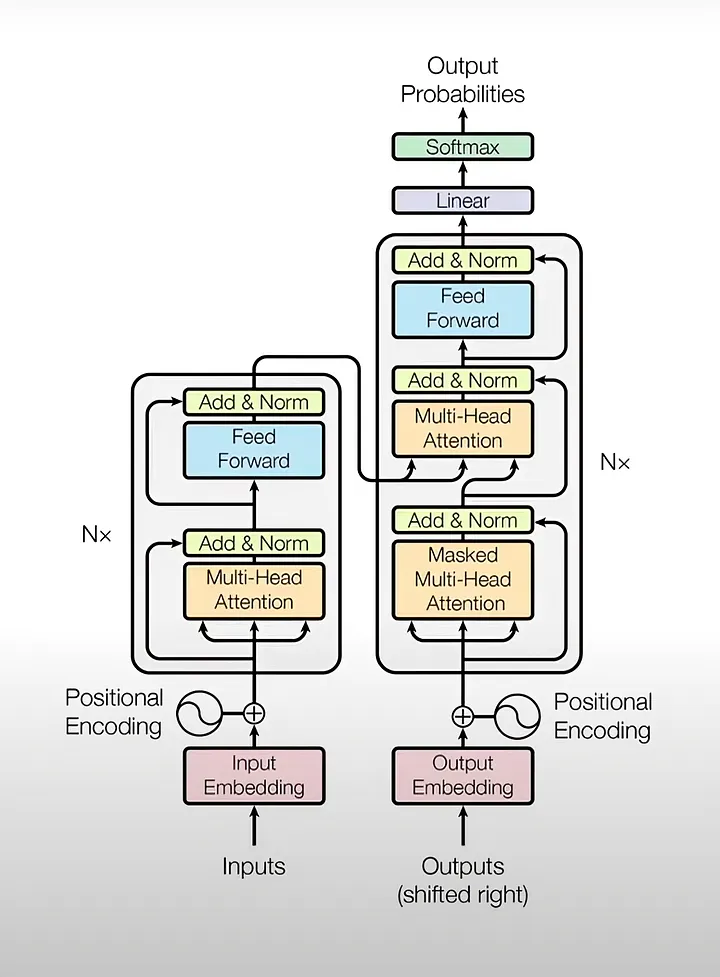 Output
Probabilities
Softmax
Linear
Add & Norm
Feed
Forward
Add & Norm
Multi-Head
Attention
Nx
Add & Norm
Masked
Multi-Head
Attention
Positional
Encoding
Output
Embedding
Outputs
(shifted right)
Add & Norm
Feed
Forward
Nx
Add & Norm
Multi-Head
Attention
Positional
Encoding
Input
Embedding
Inputs